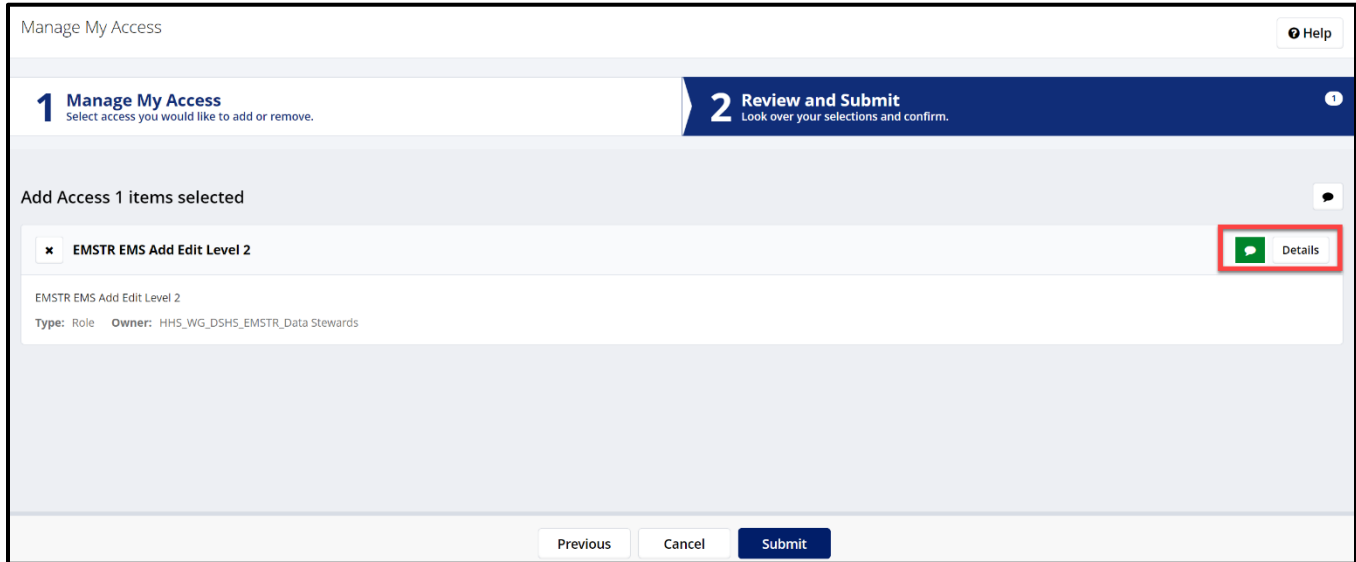 Manage My Access
Help
1 Manage My Access
Select access you would like to add or remove.
2 Review and Submit
Look over your selections and confirm.
1
Add Access 1 items selected
EMSTR EMS Add Edit Level 2
Details
EMSTR EMS Add Edit Level 2
Type: Role Owner: HHS_WG_DSHS_EMSTR_Data Stewards
Previous Cancel Submit